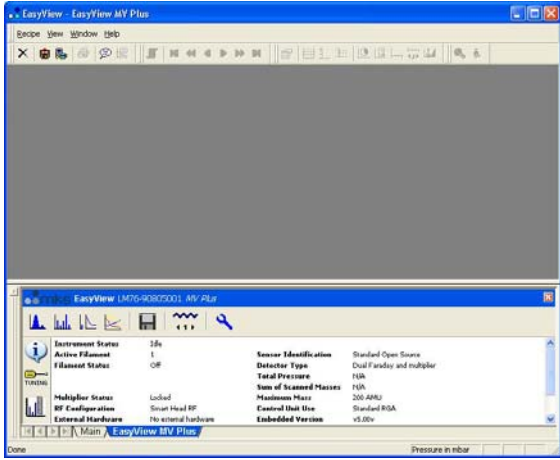 EasyView - EasyView MV Plus
Recipe View Window Help
mks EasyView LM76-90805001 MV Plus
Instrument Status Idle
Active Filament 1 Sensor Identification Standard Open Source
Filament Status Off Detector Type Dual Faraday and multiplier
TUNING
Total Pressure N/A
Sum of Scanned Masses N/A
Multiplier Status Locked Maximum Mass 200 AMU
RF Configuration Smart Head RF Control Unit Use Standard RGA
External Hardware No external hardware Embedded Version v5.00v
Main EasyView MV Plus
Done Pressure in mbar